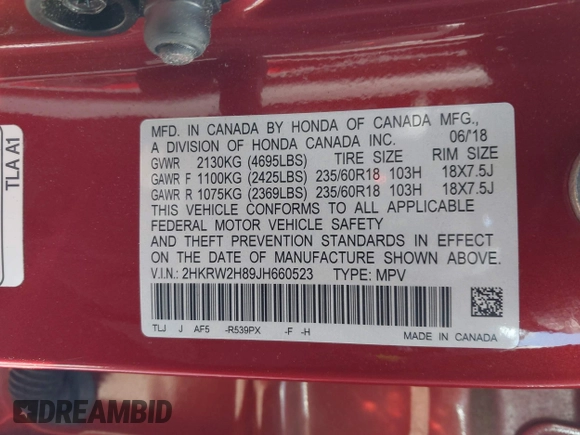 TLA A1
MFD. IN CANADA BY HONDA OF CANADA MFG.,
A DIVISION OF HONDA CANADA INC. 06/'18
GVWR 2130KG (4695LBS) TIRE SIZE RIM SIZE
GAWR F 1100KG (2425LBS) 235/60R18 103H 18X7.5J
GAWR R 1075KG (2369LBS) 235/60R18 103H 18X7.5J
THIS VEHICLE CONFORMS TO ALL APPLICABLE
FEDERAL MOTOR VEHICLE SAFETY
AND THEFT PREVENTION STANDARDS IN EFFECT
ON THE DATE OF MANUFACTURE SHOWN ABOVE.
V.I.N.: 2HKRW2H89JH660523 TYPE: MPV
TLJ J AF5 -R539PX -F -H
MADE IN CANADA
DREAMBID